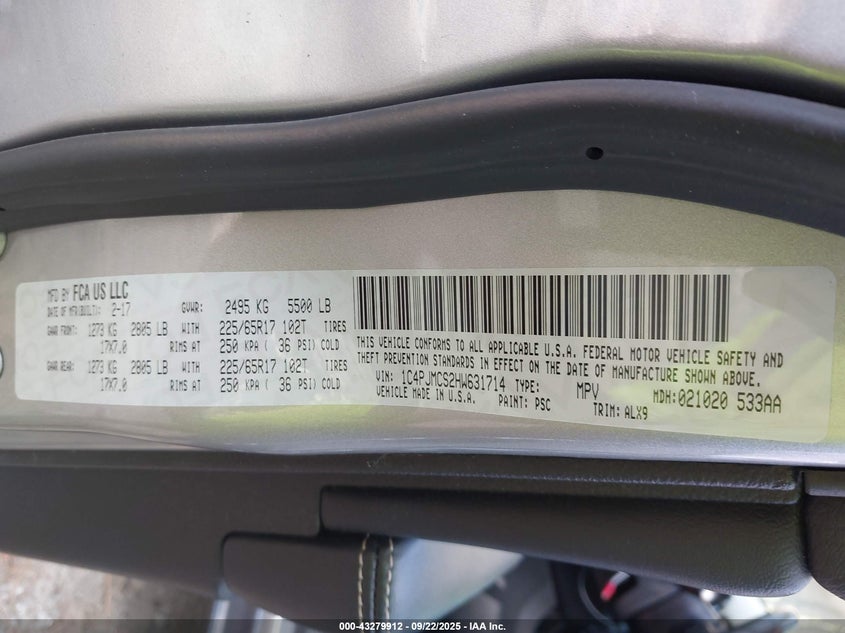 MFD BY FCA US LLC
DATE OF MFR(BUILT): 2-17 GVWR: 2495 KG 5500 LB
GAWR FRONT: 1273 KG 2805 LB WITH 225/65R17 102T TIRES
17X7.0 RIMS AT 250 KPA ( 36 PSI) COLD
GAWR REAR: 1273 KG 2805 LB WITH 225/65R17 102T TIRES
17X7.0 RIMS AT 250 KPA ( 36 PSI) COLD
THIS VEHICLE CONFORMS TO ALL APPLICABLE U.S.A. FEDERAL MOTOR VEHICLE SAFETY AND
THEFT PREVENTION STANDARDS IN EFFECT ON THE DATE OF MANUFACTURE SHOWN ABOVE.
VIN: 1C4PJMCS2HW631714 TYPE: MPV MDH:021020 533AA
VEHICLE MADE IN U.S.A. PAINT: PSC TRIM: ALX9
000-43279912 - 09/22/2025 - IAA Inc.